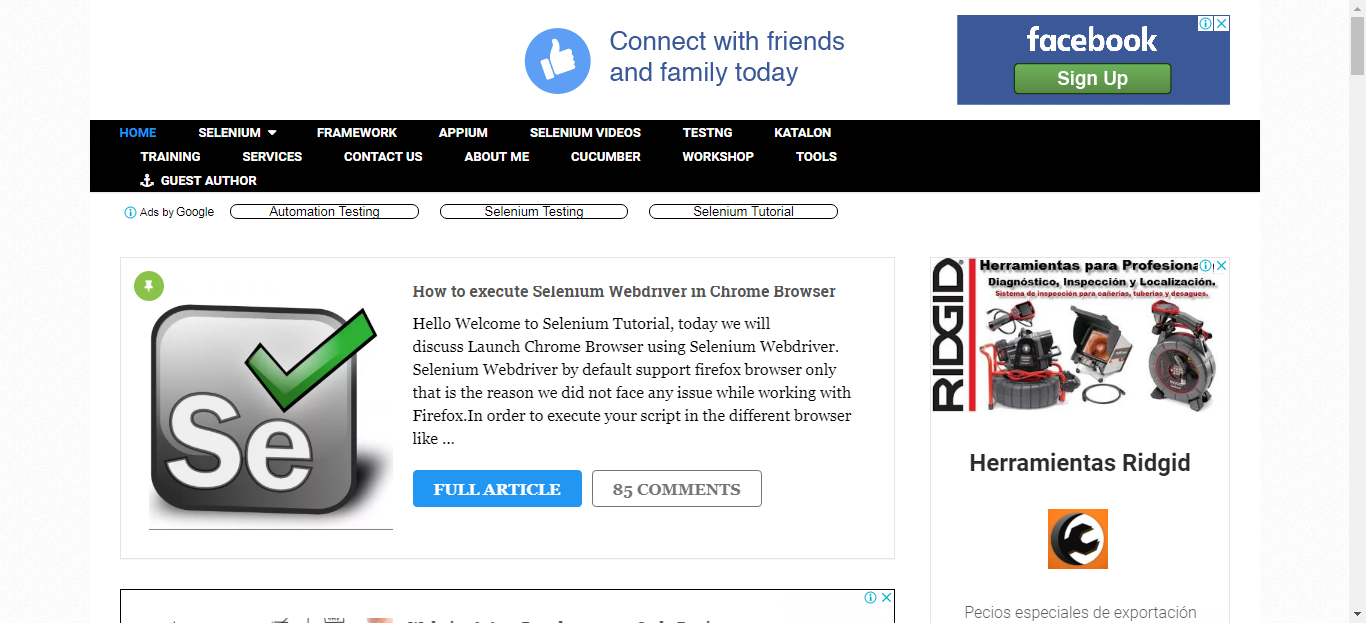 Connect with friends
and family today
facebook
Sign Up
HOME SELENIUM FRAMEWORK APPIUM SELENIUM VIDEOS TESTNG KATALON
TRAINING SERVICES CONTACT US ABOUT ME CUCUMBER WORKSHOP TOOLS
GUEST AUTHOR
Ads by Google Automation Testing Selenium Testing Selenium Tutorial
Se
How to execute Selenium Webdriver in Chrome Browser
Hello Welcome to Selenium Tutorial, today we will
discuss Launch Chrome Browser using Selenium Webdriver.
Selenium Webdriver by default support firefox browser only
that is the reason we did not face any issue while working with
Firefox.In order to execute your script in the different browser
like ...
FULL ARTICLE 85 COMMENTS
RIDGID
Herramientas para Profesiona
Diagnóstico, Inspección y Localización.
Sistema de inspección para cañerías, tuberías y desagues.
Herramientas Ridgid
Pecios especiales de exportación